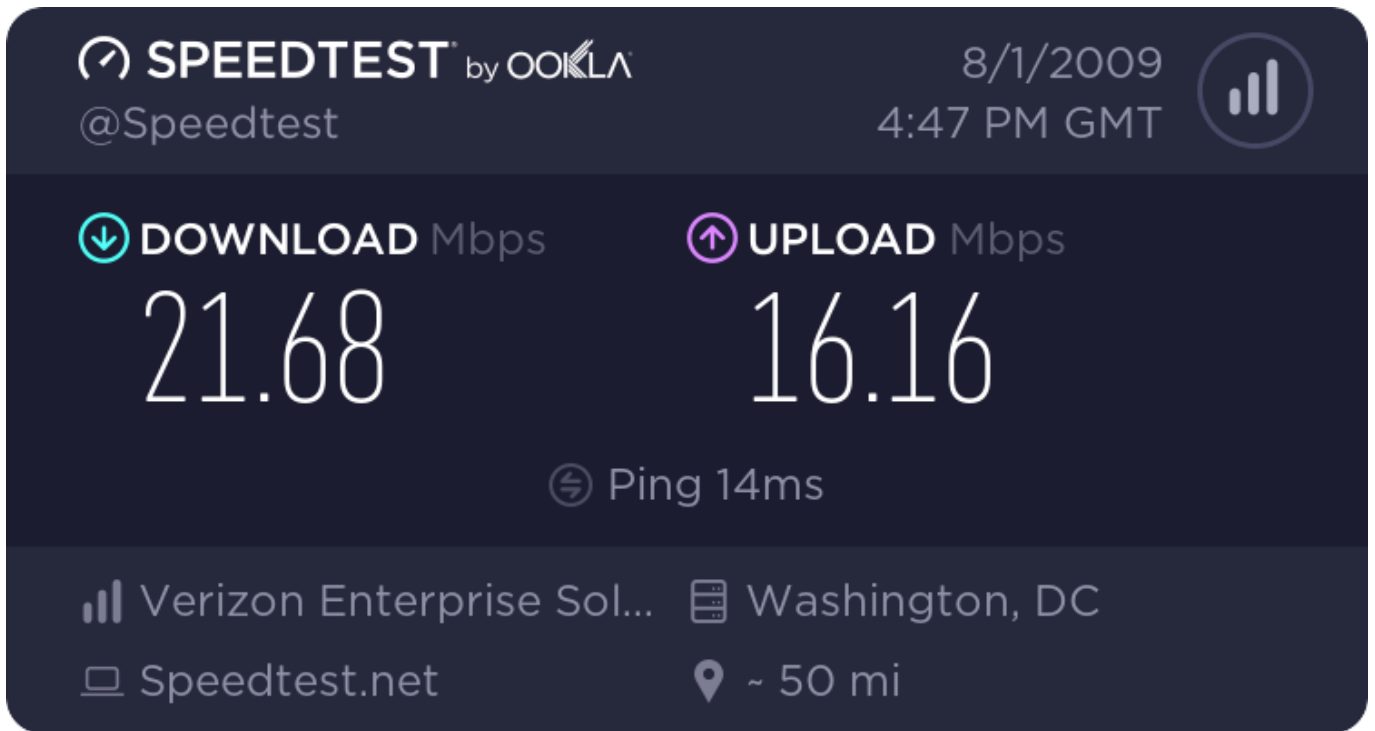 SPEEDTEST by OOKLA 8/1/2009
@Speedtest 4:47 PM GMT
DOWNLOAD Mbps UPLOAD Mbps
21.68 16.16
Ping 14ms
Verizon Enterprise Sol... Washington, DC
Speedtest.net ~ 50 mi